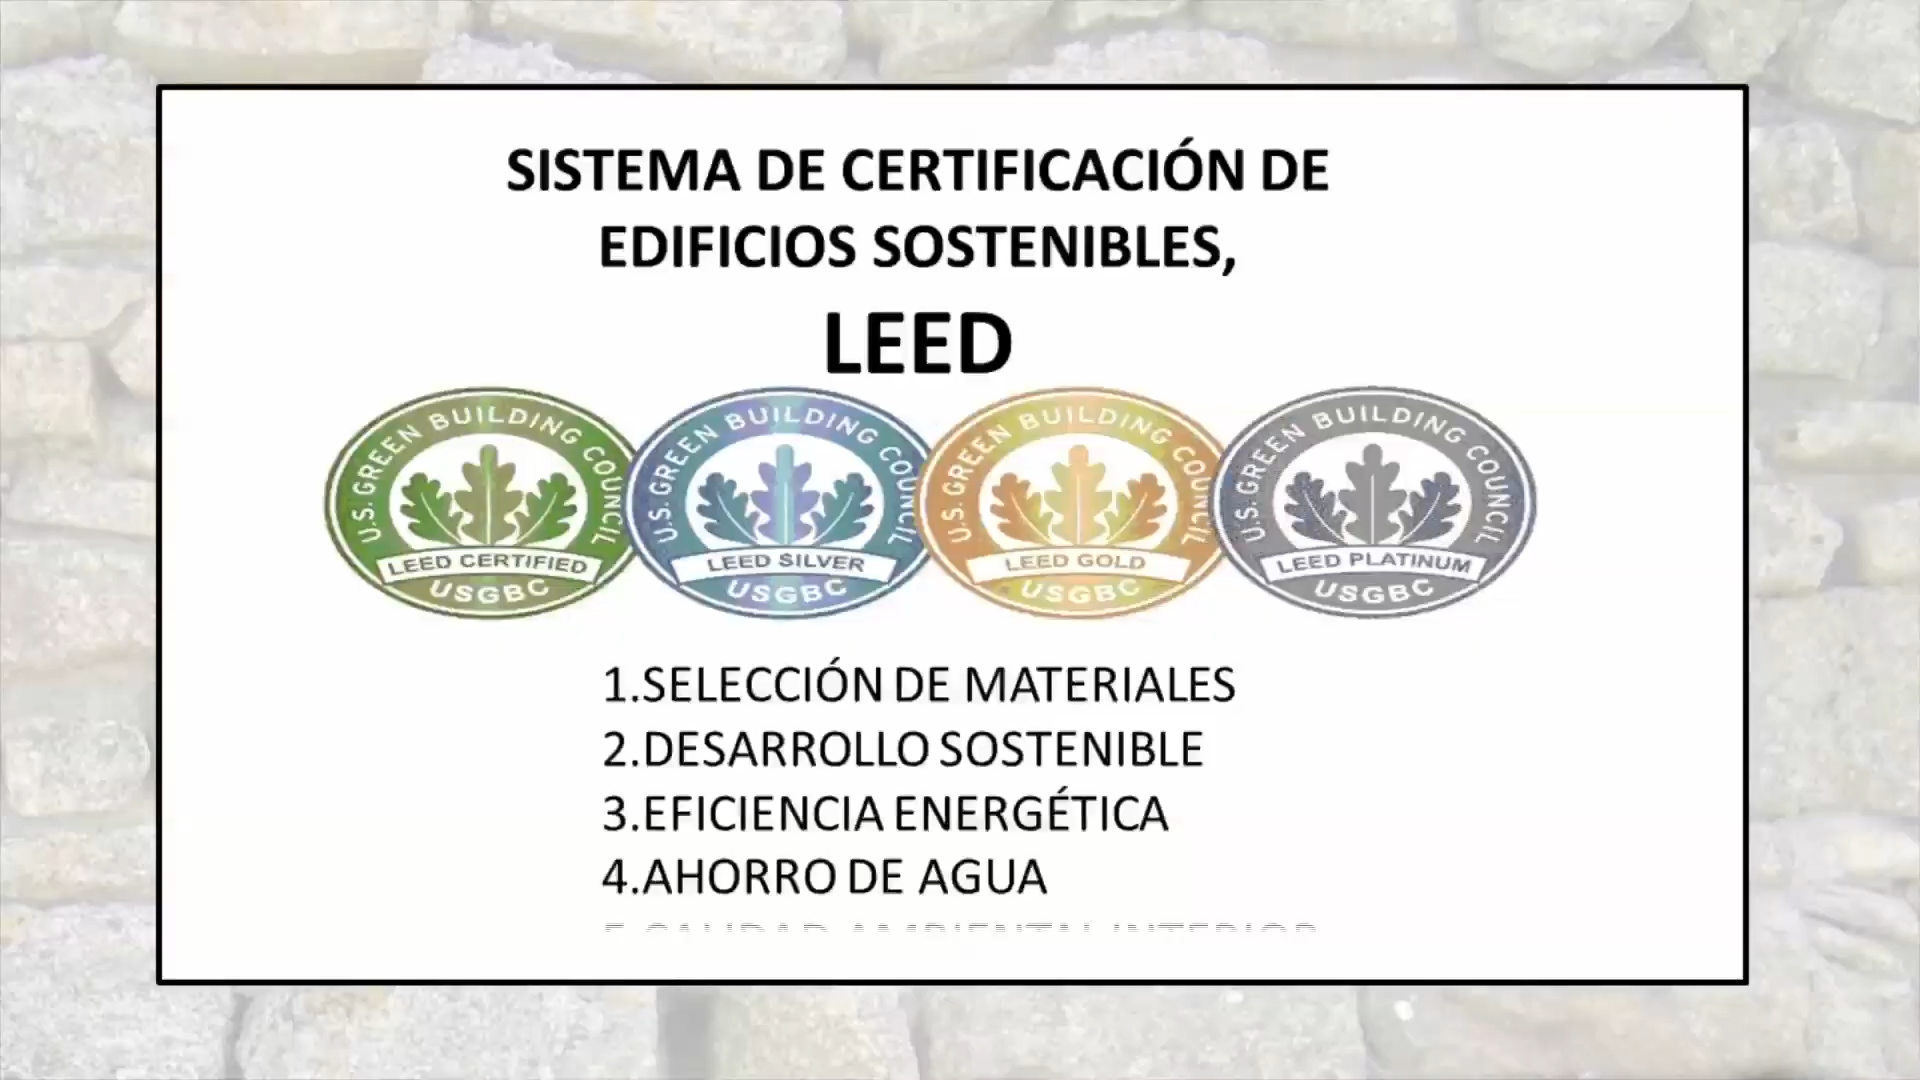 SISTEMA DE CERTIFICACIÓN DE
EDIFICIOS SOSTENIBLES,
LEED
U.S. GREEN BUILDING COUNCIL
LEED CERTIFIED
USGBC
U.S. GREEN BUILDING COUNCIL
LEED SILVER
USGBC
U.S. GREEN BUILDING COUNCIL
LEED GOLD
USGBC
U.S. GREEN BUILDING COUNCIL
LEED PLATINUM
USGBC
1.SELECCIÓN DE MATERIALES
2.DESARROLLO SOSTENIBLE
3.EFICIENCIA ENERGÉTICA
4.AHORRO DE AGUA